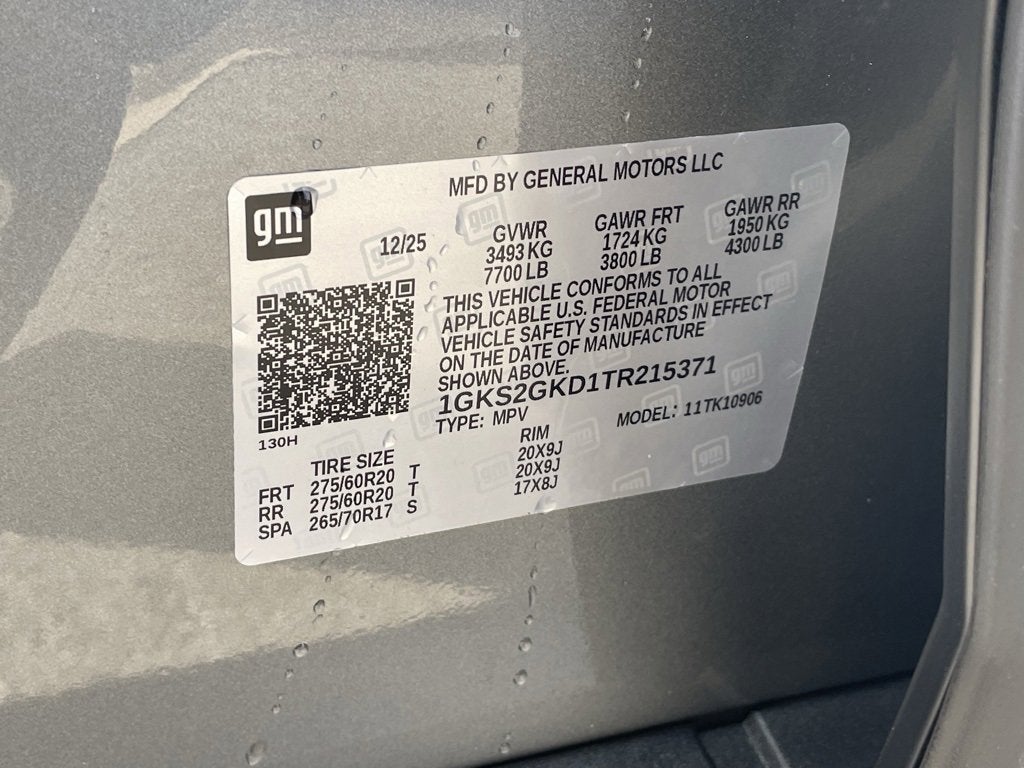 MFD BY GENERAL MOTORS LLC
gm
12/25
GVWR
3493 KG
7700 LB
GAWR FRT
1724 KG
3800 LB
GAWR RR
1950 KG
4300 LB
THIS VEHICLE CONFORMS TO ALL
APPLICABLE U.S. FEDERAL MOTOR
VEHICLE SAFETY STANDARDS IN EFFECT
ON THE DATE OF MANUFACTURE
SHOWN ABOVE.
1GKS2GKD1TR215371
TYPE: MPV
MODEL: 11TK10906
130H
TIRE SIZE RIM
FRT 275/60R20 T 20X9J
RR 275/60R20 T 20X9J
SPA 265/70R17 S 17X8J